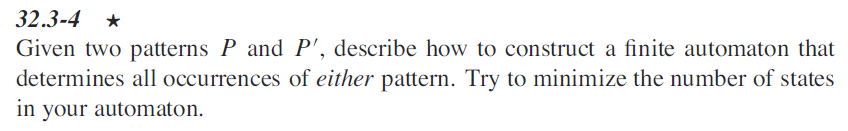 32.3-4 ★
Given two patterns P and P′, describe how to construct a finite automaton that
determines all occurrences of either pattern. Try to minimize the number of states
in your automaton.